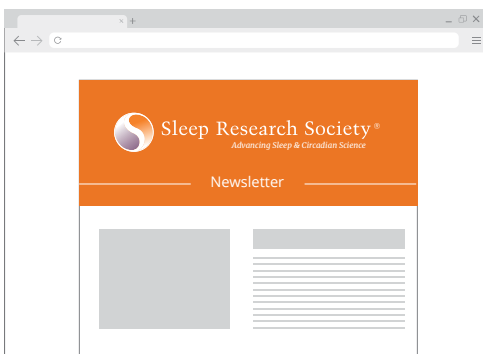 Sleep Research Society®
Advancing Sleep & Circadian Science
Newsletter